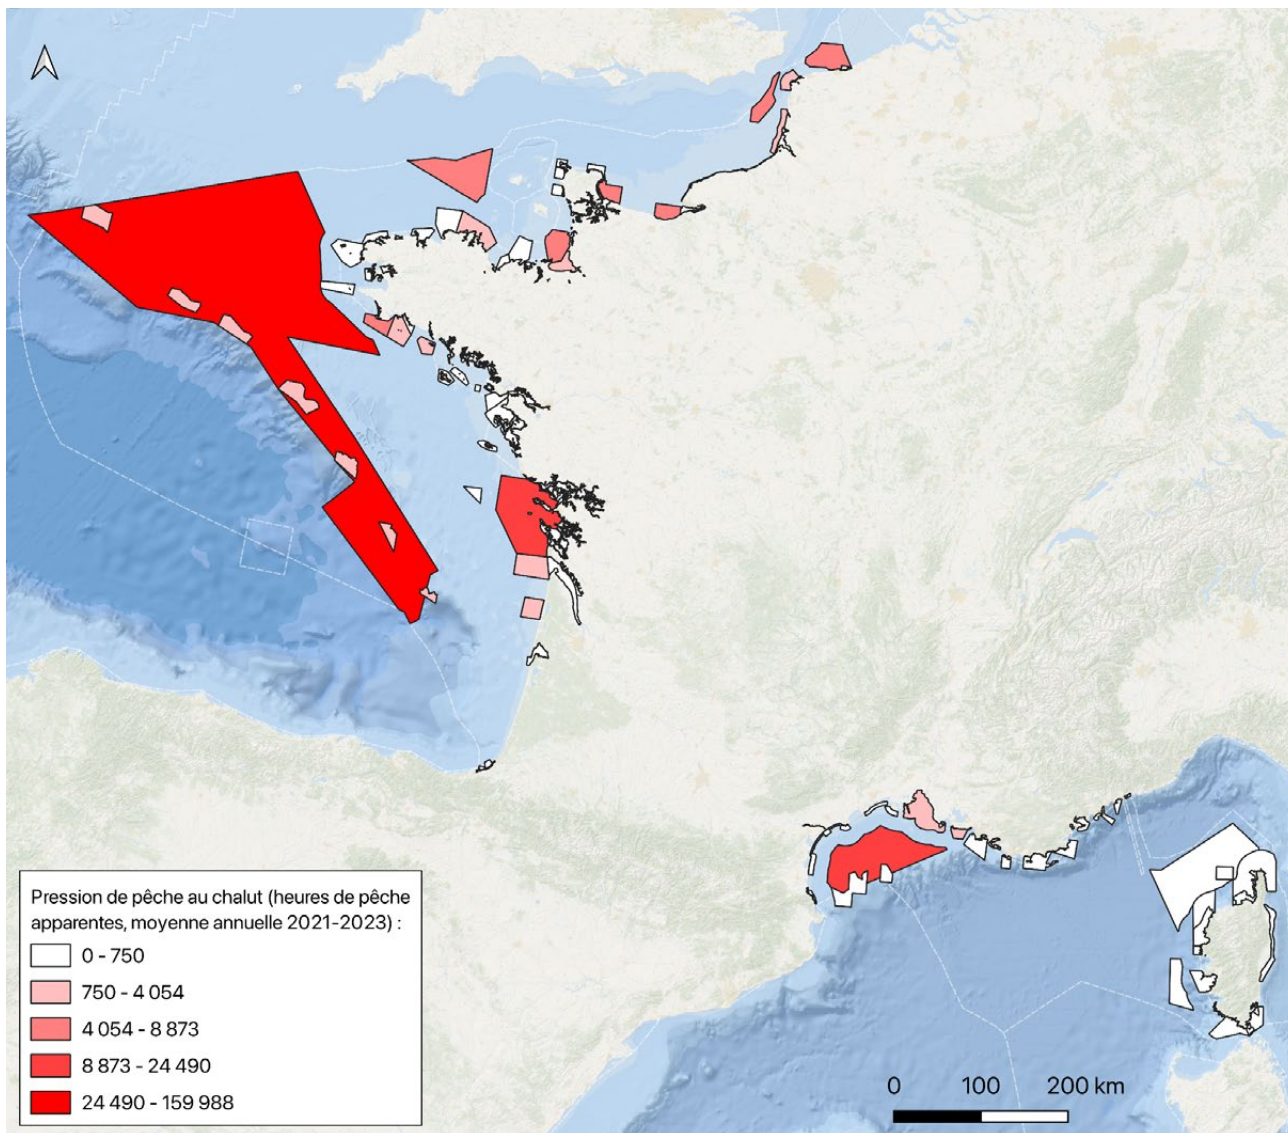 Pression de pêche au chalut (heures de pêche
apparentes, moyenne annuelle 2021-2023) :
0 - 750
750 - 4 054
4 054 - 8 873
8 873 - 24 490
24 490 - 159 988
0 100 200 km